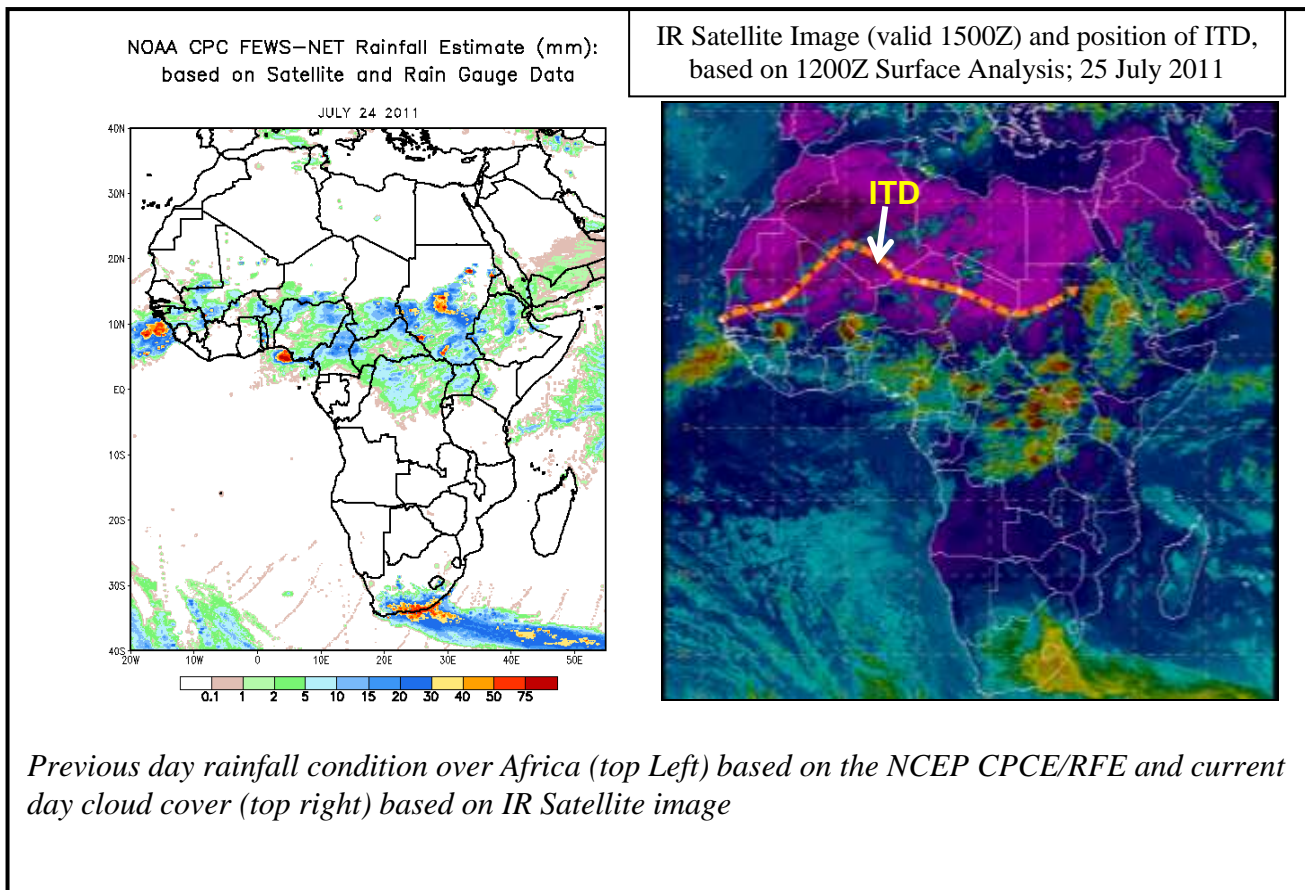 NOAA CPC FEWS-NET Rainfall Estimate (mm):
based on Satellite and Rain Gauge Data
JULY 24 2011
40N
30N
20N
10N
EQ
10S
20S
30S
40S
20W 10W 0 10E 20E 30E 40E 50E
0.1 1 2 5 10 15 20 30 40 50 75
IR Satellite Image (valid 1500Z) and position of ITD,
based on 1200Z Surface Analysis; 25 July 2011
ITD
Previous day rainfall condition over Africa (top Left) based on the NCEP CPCE/RFE and current
day cloud cover (top right) based on IR Satellite image